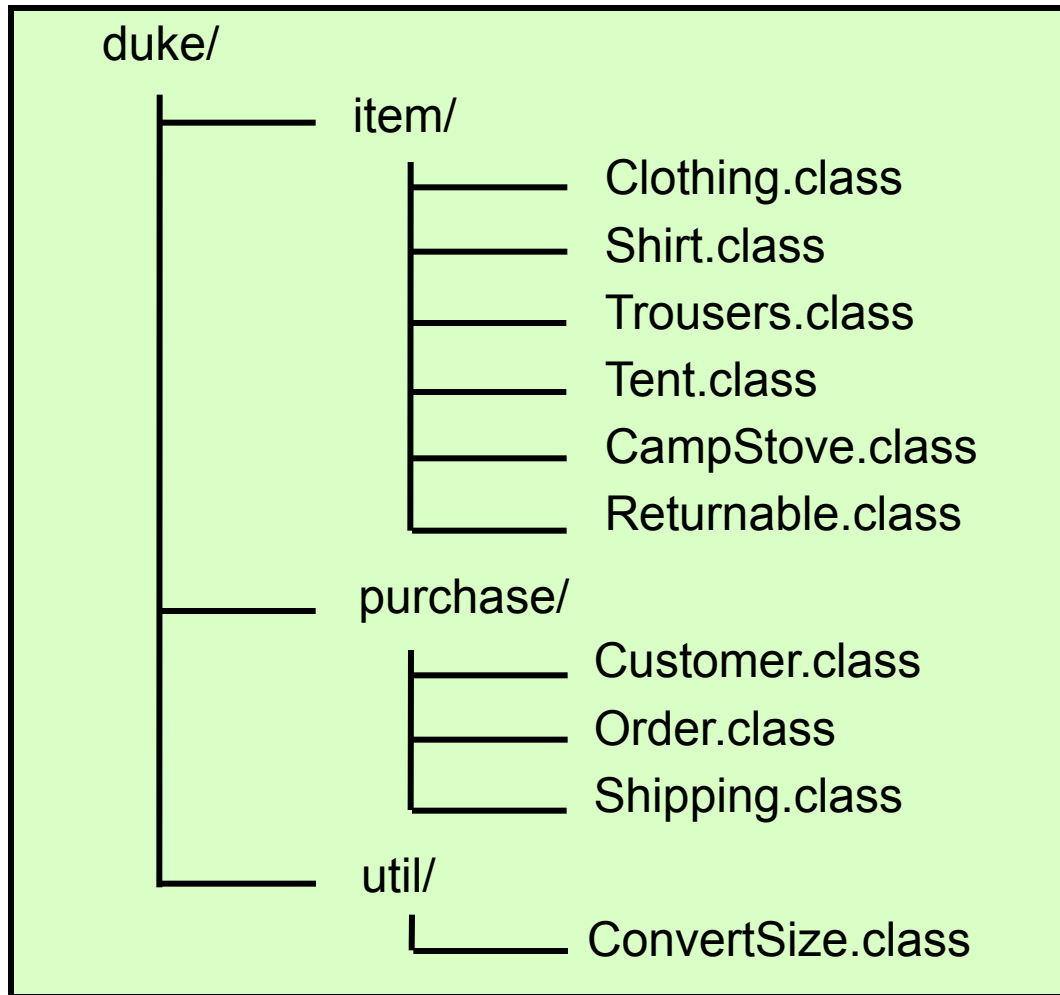 duke/
item/
Clothing.class
Shirt.class
Trousers.class
Tent.class
CampStove.class
Returnable.class
purchase/
Customer.class
Order.class
Shipping.class
util/
ConvertSize.class